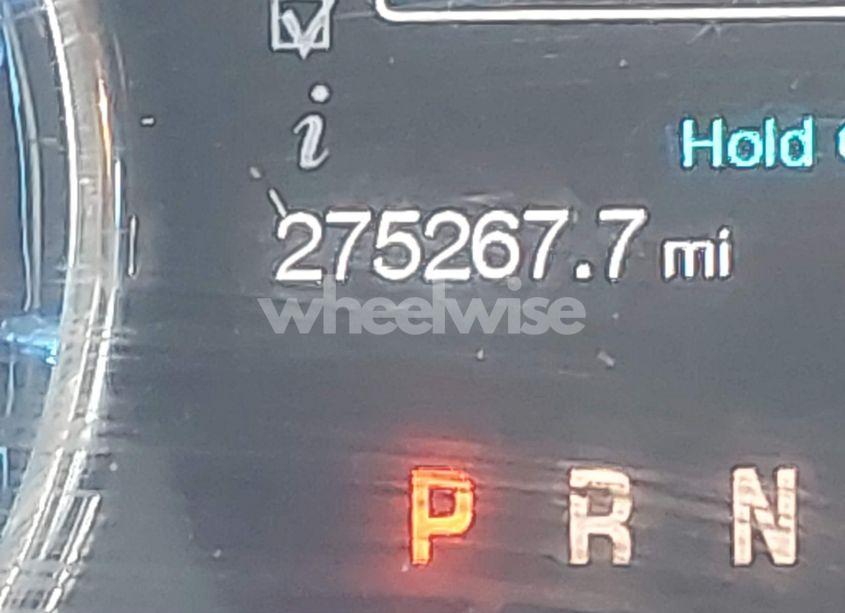 i
Hold
275267.7 mi
wheelwise
P R N